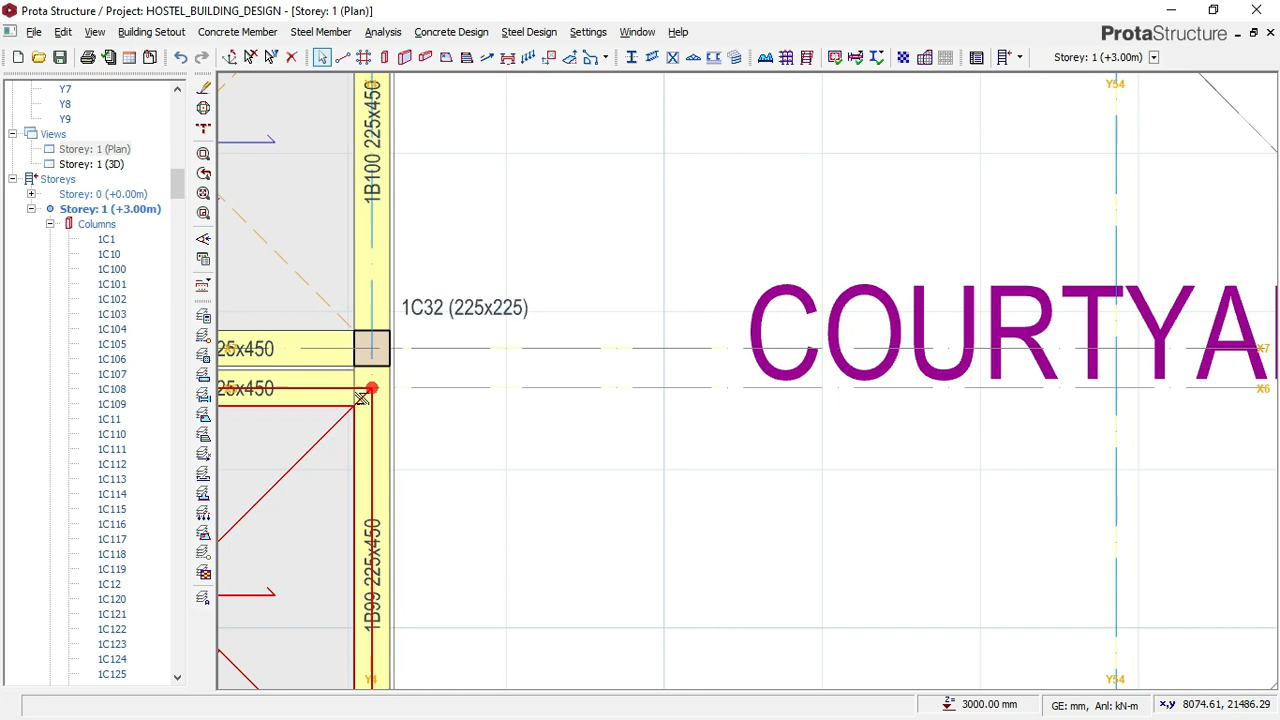 Prota Structure / Project: HOSTEL_BUILDING_DESIGN - [Storey: 1 (Plan)]
File Edit View Building Setout Concrete Member Steel Member Analysis Concrete Design Steel Design Settings Window Help
ProtaStructure
Storey: 1 (+3.00m)
Y7
Y8
Y9
Views
Storey: 1 (Plan)
Storey: 1 (3D)
Storeys
Storey: 0 (+0.00m)
Storey: 1 (+3.00m)
Columns
1C1
1C10
1C100
1C101
1C102
1C103
1C104
1C105
1C106
1C107
1C108
1C109
1C11
1C110
1C111
1C112
1C113
1C114
1C115
1C116
1C117
1C118
1C119
1C12
1C120
1C121
1C122
1C123
1C124
1C125
1B100 225x450
Y54
1C32 (225x225)
COURTYA
25x450
X7
25x450
X6
1B99 225x450
Y4
Y54
Z= 3000.00 mm
GE: mm, Anl: kN-m
x,y 8074.61, 21486.29